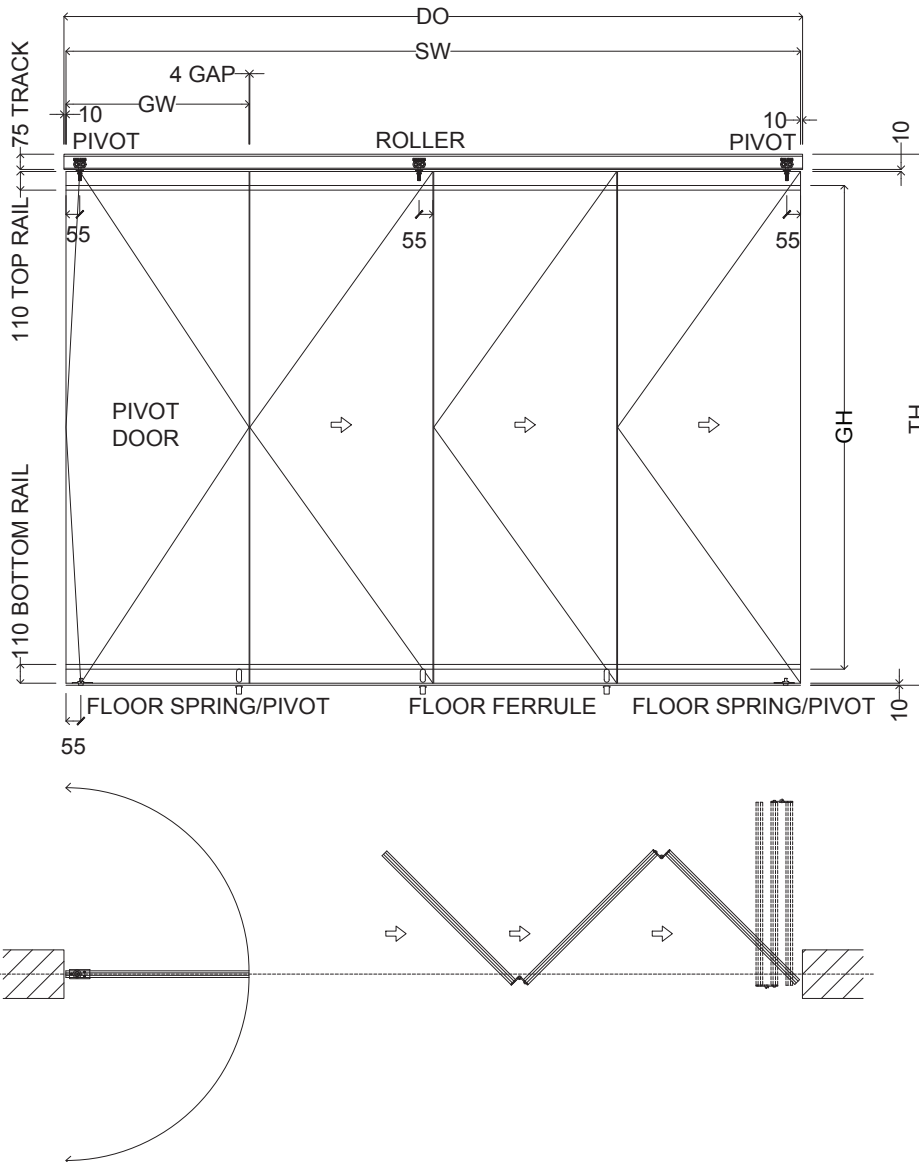 DO
SW
4 GAP
GW
75 TRACK
10
10
10
PIVOT
ROLLER
PIVOT
55
55
55
110 TOP RAIL
PIVOT
DOOR
GH
TH
110 BOTTOM RAIL
FLOOR SPRING/PIVOT
FLOOR FERRULE
FLOOR SPRING/PIVOT
10
55